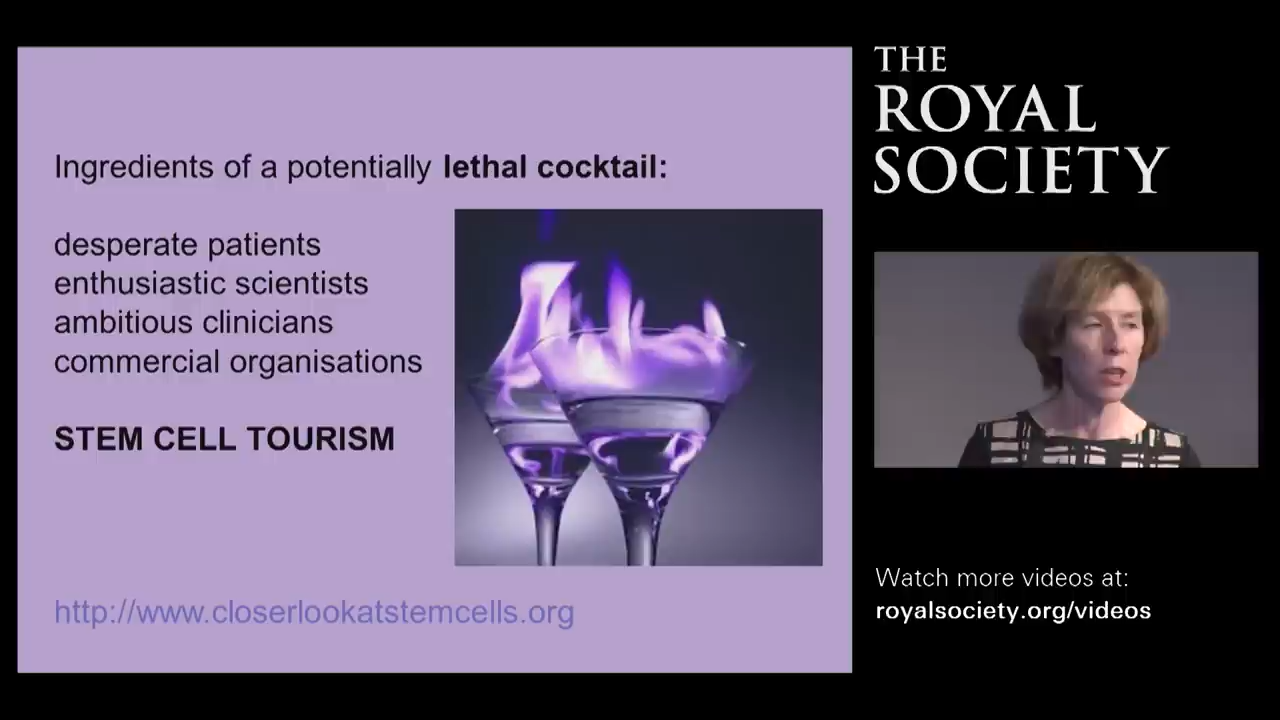 Ingredients of a potentially lethal cocktail:
desperate patients
enthusiastic scientists
ambitious clinicians
commercial organisations
STEM CELL TOURISM
http://www.closerlookatstemcells.org
THE
ROYAL
SOCIETY
Watch more videos at:
royalsociety.org/videos